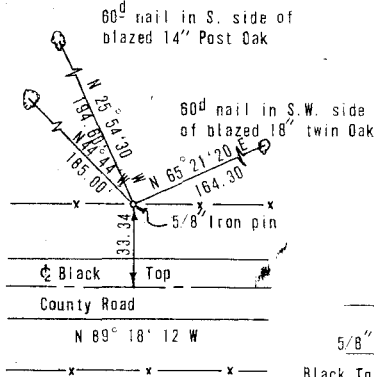 60d nail in S. side of
blazed 14" Post Oak
60d nail in S.W. side
of blazed 18" twin Oak
N 25° 54' 30" W
194.60'
N 44° 44' W
185.00'
N 65° 21' 20" E
164.30'
5/8" Iron pin
33.34
℄ Black Top
County Road
N 89° 18' 12 W
5/8"
Black To